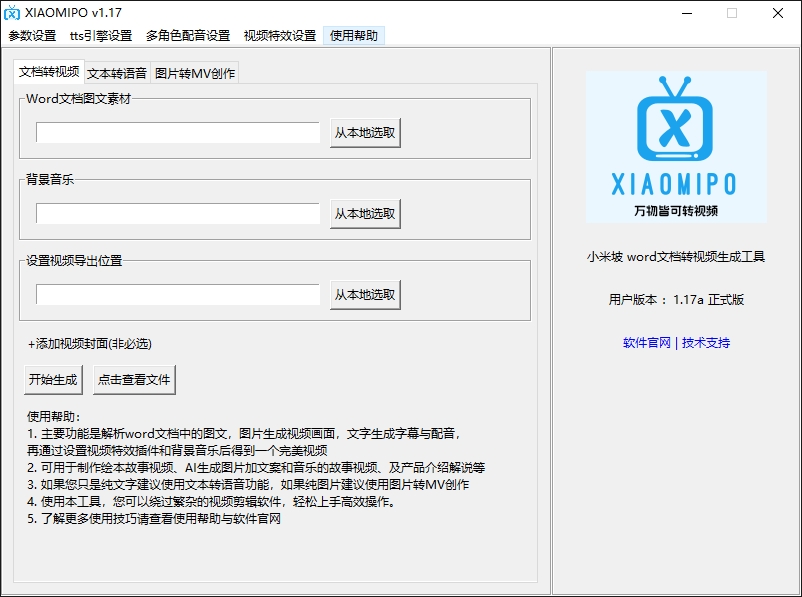 XIAOMIPO v1.17
参数设置 tts引擎设置 多角色配音设置 视频特效设置 使用帮助
文档转视频 文本转语音 图片转MV创作
Word文档图文素材
从本地选取
背景音乐
从本地选取
设置视频导出位置
从本地选取
+添加视频封面(非必选)
开始生成 点击查看文件
使用帮助：
1. 主要功能是解析word文档中的图文，图片生成视频画面，文字生成字幕与配音，
再通过设置视频特效插件和背景音乐后得到一个完美视频
2. 可用于制作绘本故事视频、AI生成图片加文案和音乐的故事视频、及产品介绍解说等
3. 如果您只是纯文字建议使用文本转语音功能，如果纯图片建议使用图片转MV创作
4. 使用本工具，您可以绕过繁杂的视频剪辑软件，轻松上手高效操作。
5. 了解更多使用技巧请查看使用帮助与软件官网
XIAOMIPO
万物皆可转视频
小米坡 word文档转视频生成工具
用户版本 ：1.17a 正式版
软件官网 | 技术支持